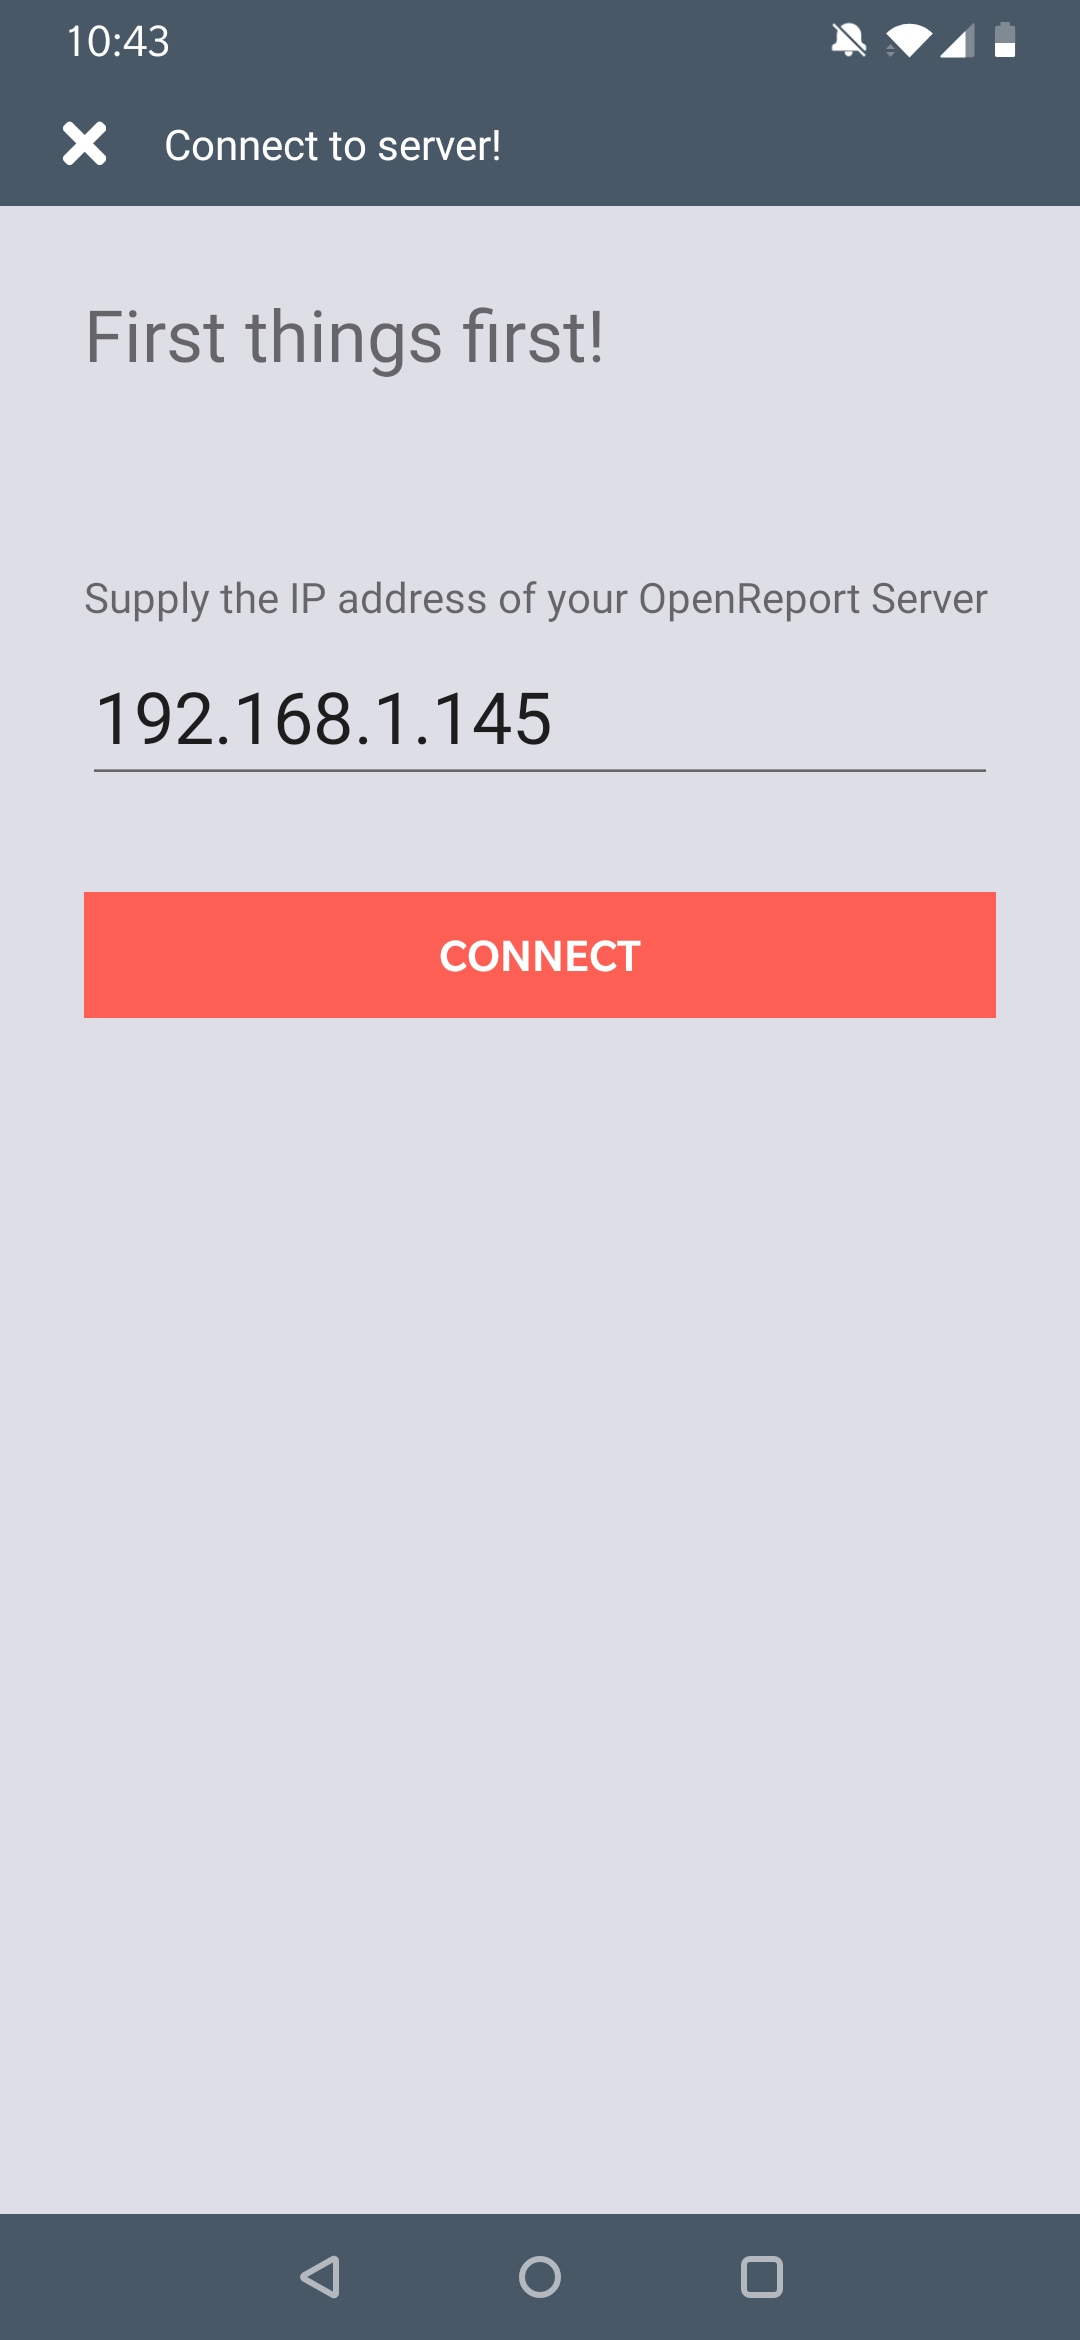 10:43
Connect to server!
First things first!
Supply the IP address of your OpenReport Server
192.168.1.145
CONNECT